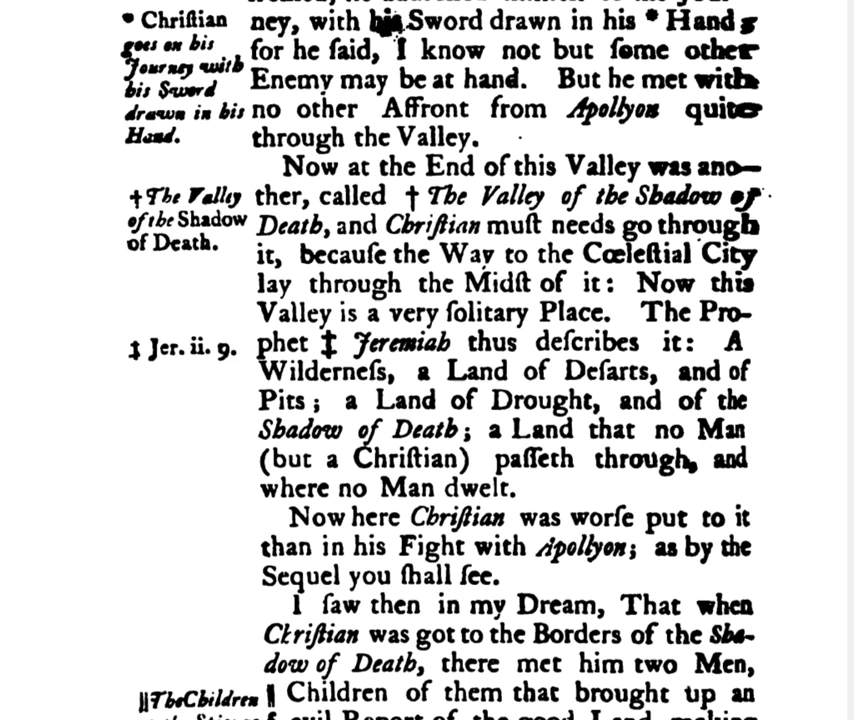 ney, with his Sword drawn in his * Hand;
for he ſaid, I know not but ſome other
Enemy may be at hand. But he met with
no other Affront from Apollyon quite
through the Valley.
* Chriſtian
goes on his
Journey with
his Sword
drawn in his
Hand.
Now at the End of this Valley was ano-
ther, called † The Valley of the Shadow of
Death, and Chriſtian muſt needs go through
it, becauſe the Way to the Cœleſtial City
lay through the Midſt of it: Now this
Valley is a very ſolitary Place. The Pro-
phet ‡ Jeremiah thus deſcribes it: A
Wilderneſs, a Land of Deſarts, and of
Pits; a Land of Drought, and of the
Shadow of Death; a Land that no Man
(but a Chriſtian) paſſeth through, and
where no Man dwelt.
† The Valley
of the Shadow
of Death.
‡ Jer. ii. 9.
Now here Chriſtian was worſe put to it
than in his Fight with Apollyon; as by the
Sequel you ſhall ſee.
I ſaw then in my Dream, That when
Chriſtian was got to the Borders of the Sha-
dow of Death, there met him two Men,
‖ Children of them that brought up an
‖ The Children